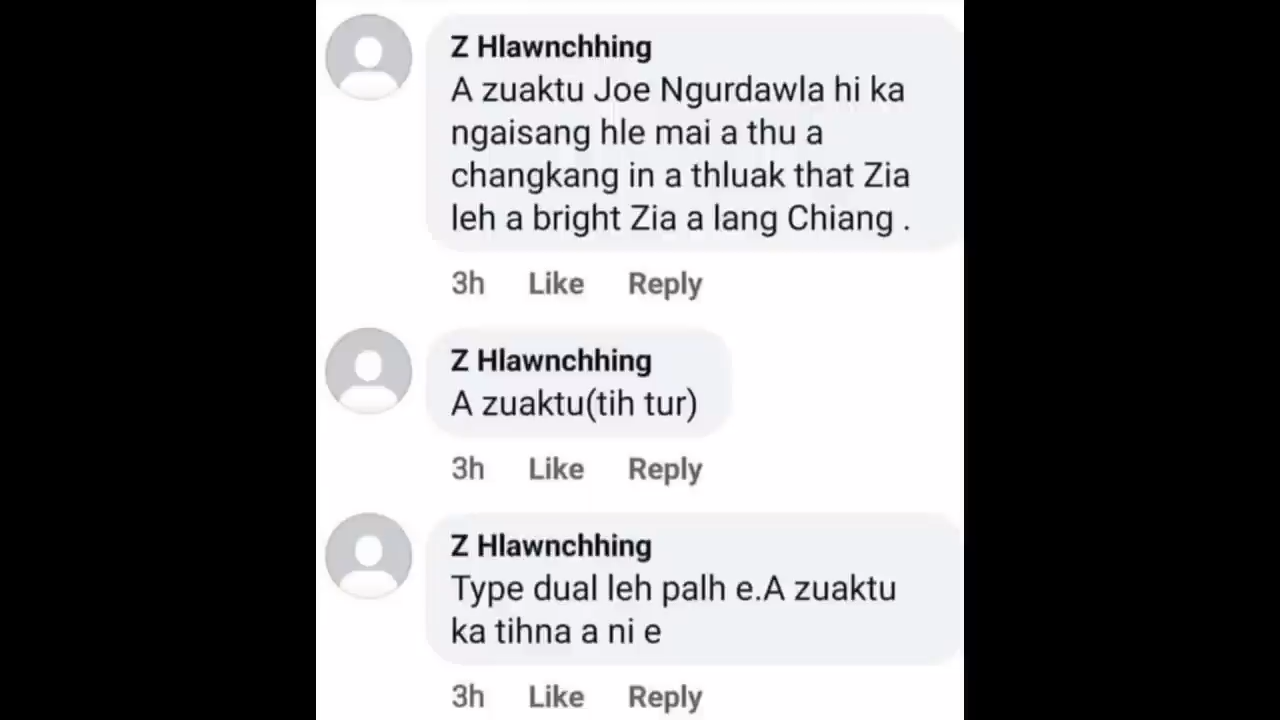 Z Hlawnchhing
A zuaktu Joe Ngurdawla hi ka
ngaisang hle mai a thu a
changkang in a thluak that Zia
leh a bright Zia a lang Chiang .
3h Like Reply
Z Hlawnchhing
A zuaktu(tih tur)
3h Like Reply
Z Hlawnchhing
Type dual leh palh e.A zuaktu
ka tihna a ni e
3h Like Reply